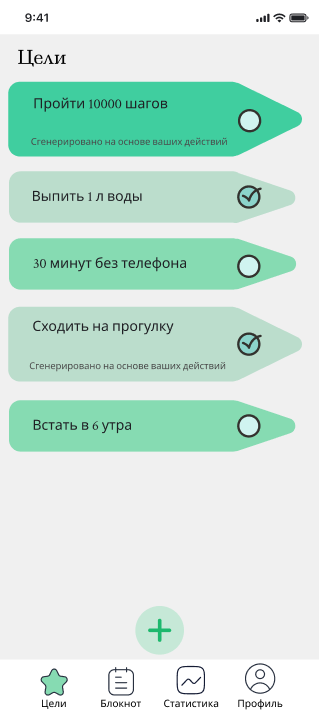 9:41
Цели
Пройти 10000 шагов
Сгенерировано на основе ваших действий
Выпить 1 л воды
30 минут без телефона
Сходить на прогулку
Сгенерировано на основе ваших действий
Встать в 6 утра
Цели Блокнот Статистика Профиль